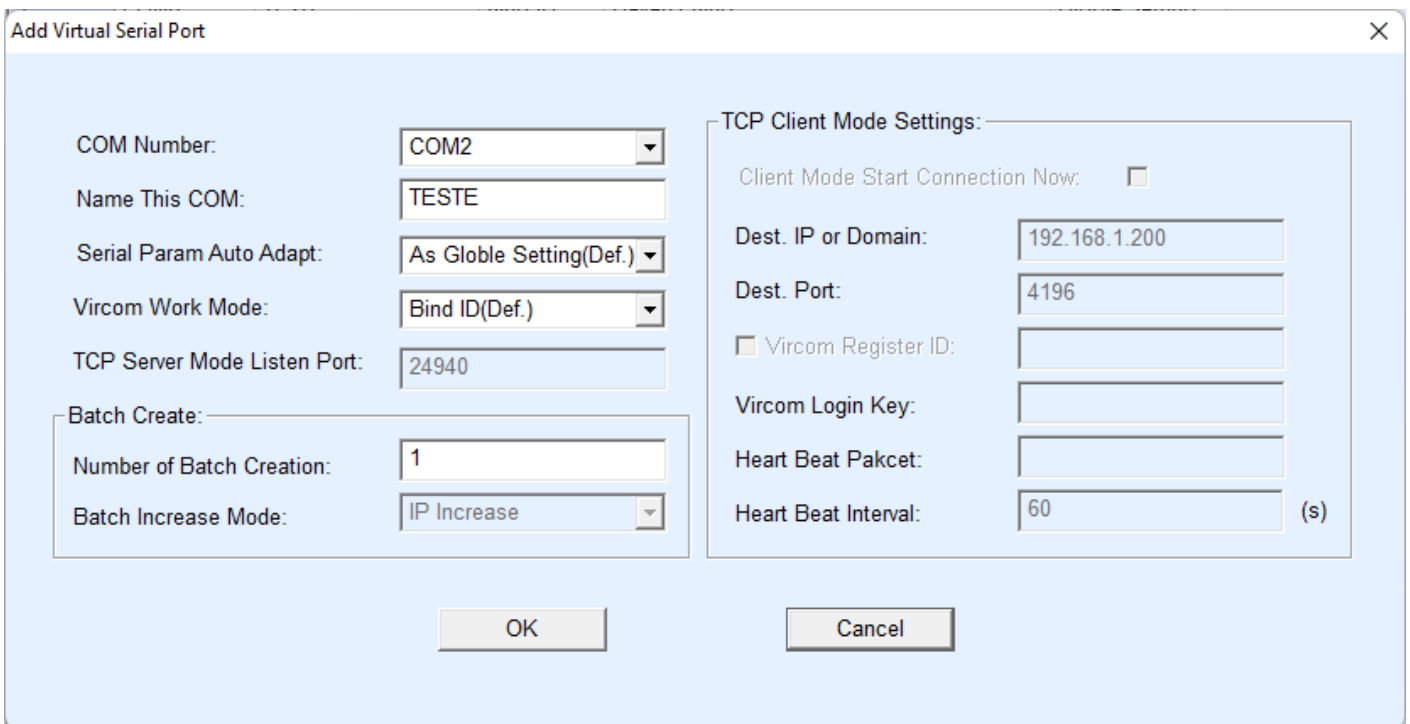 Add Virtual Serial Port
COM Number:
COM2
Name This COM:
TESTE
Serial Param Auto Adapt:
As Globle Setting(Def.)
Vircom Work Mode:
Bind ID(Def.)
TCP Server Mode Listen Port:
24940
Batch Create:
Number of Batch Creation:
1
Batch Increase Mode:
IP Increase
TCP Client Mode Settings:
Client Mode Start Connection Now:
Dest. IP or Domain:
192.168.1.200
Dest. Port:
4196
Vircom Register ID:
Vircom Login Key:
Heart Beat Pakcet:
Heart Beat Interval:
60
(s)
OK
Cancel